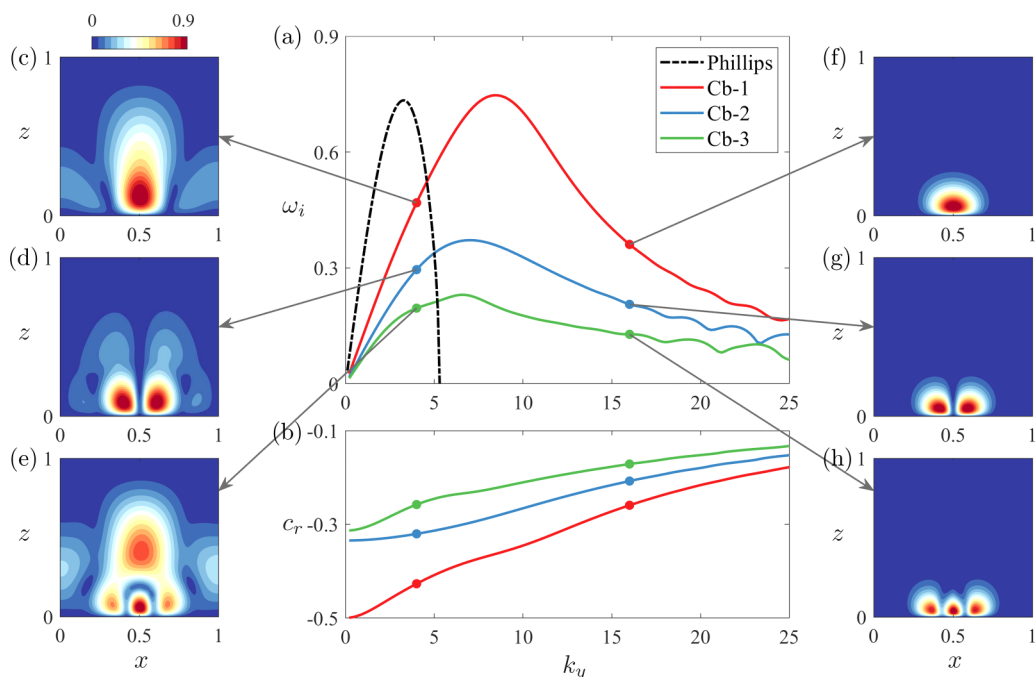 0 0.9
(c)
1
z
0
0 0.5 1
(d)
1
z
0
0 0.5 1
(e)
1
z
0
0 0.5 1
x
(a)
0.9
0.6
ω_i
0.3
0
0 5 10 15 20 25
Phillips
Cb-1
Cb-2
Cb-3
(b)
-0.1
c_r -0.3
-0.5
0 5 10 15 20 25
k_y
(f)
1
z
0
0 0.5 1
(g)
1
z
0
0 0.5 1
(h)
1
z
0
0 0.5 1
x